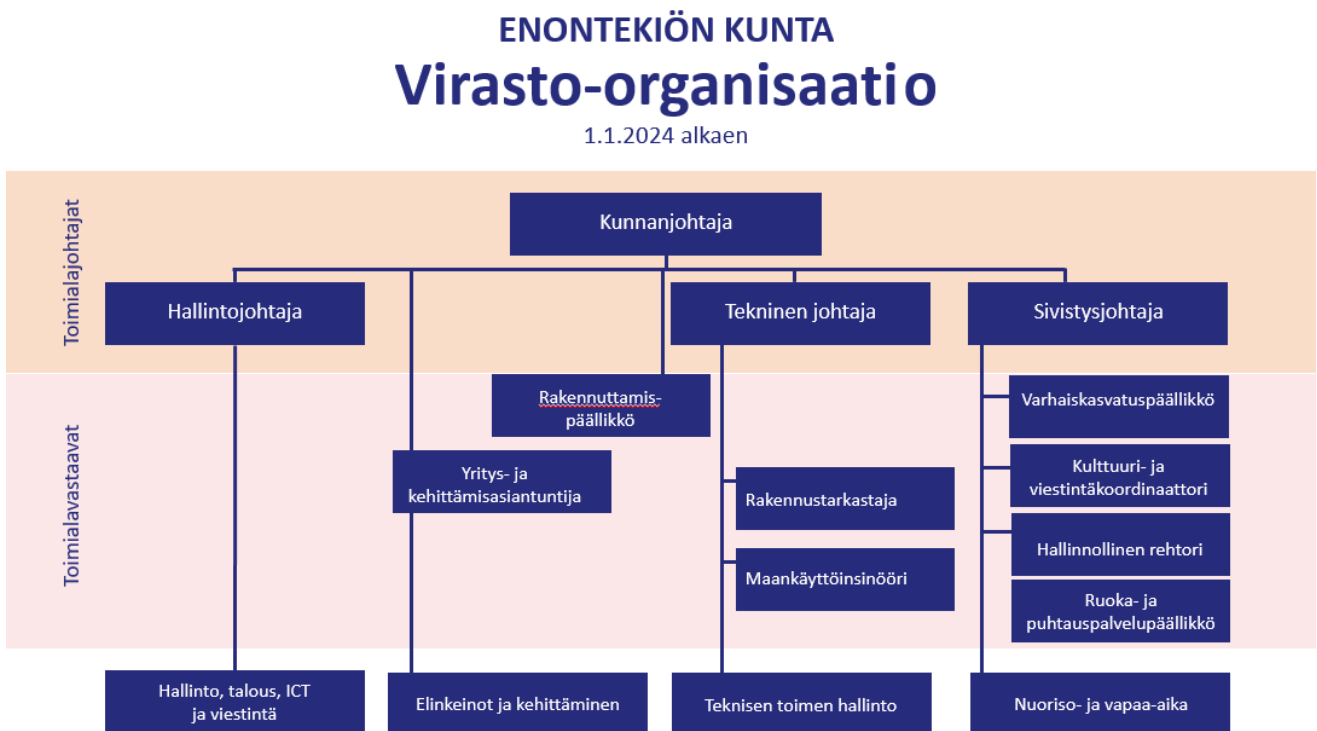 ENONTEKIÖN KUNTA
Virasto-organisaatio
1.1.2024 alkaen
Toimialajohtajat
Kunnanjohtaja
Hallintojohtaja
Tekninen johtaja
Sivistysjohtaja
Toimialavastaavat
Rakennuttamis-
päällikkö
Yritys- ja
kehittämisasiantuntija
Rakennustarkastaja
Maankäyttöinsinööri
Varhaiskasvatuspäällikkö
Kulttuuri- ja
viestintäkoordinaattori
Hallinnollinen rehtori
Ruoka- ja
puhtauspalvelupäällikkö
Hallinto, talous, ICT
ja viestintä
Elinkeinot ja kehittäminen
Teknisen toimen hallinto
Nuoriso- ja vapaa-aika